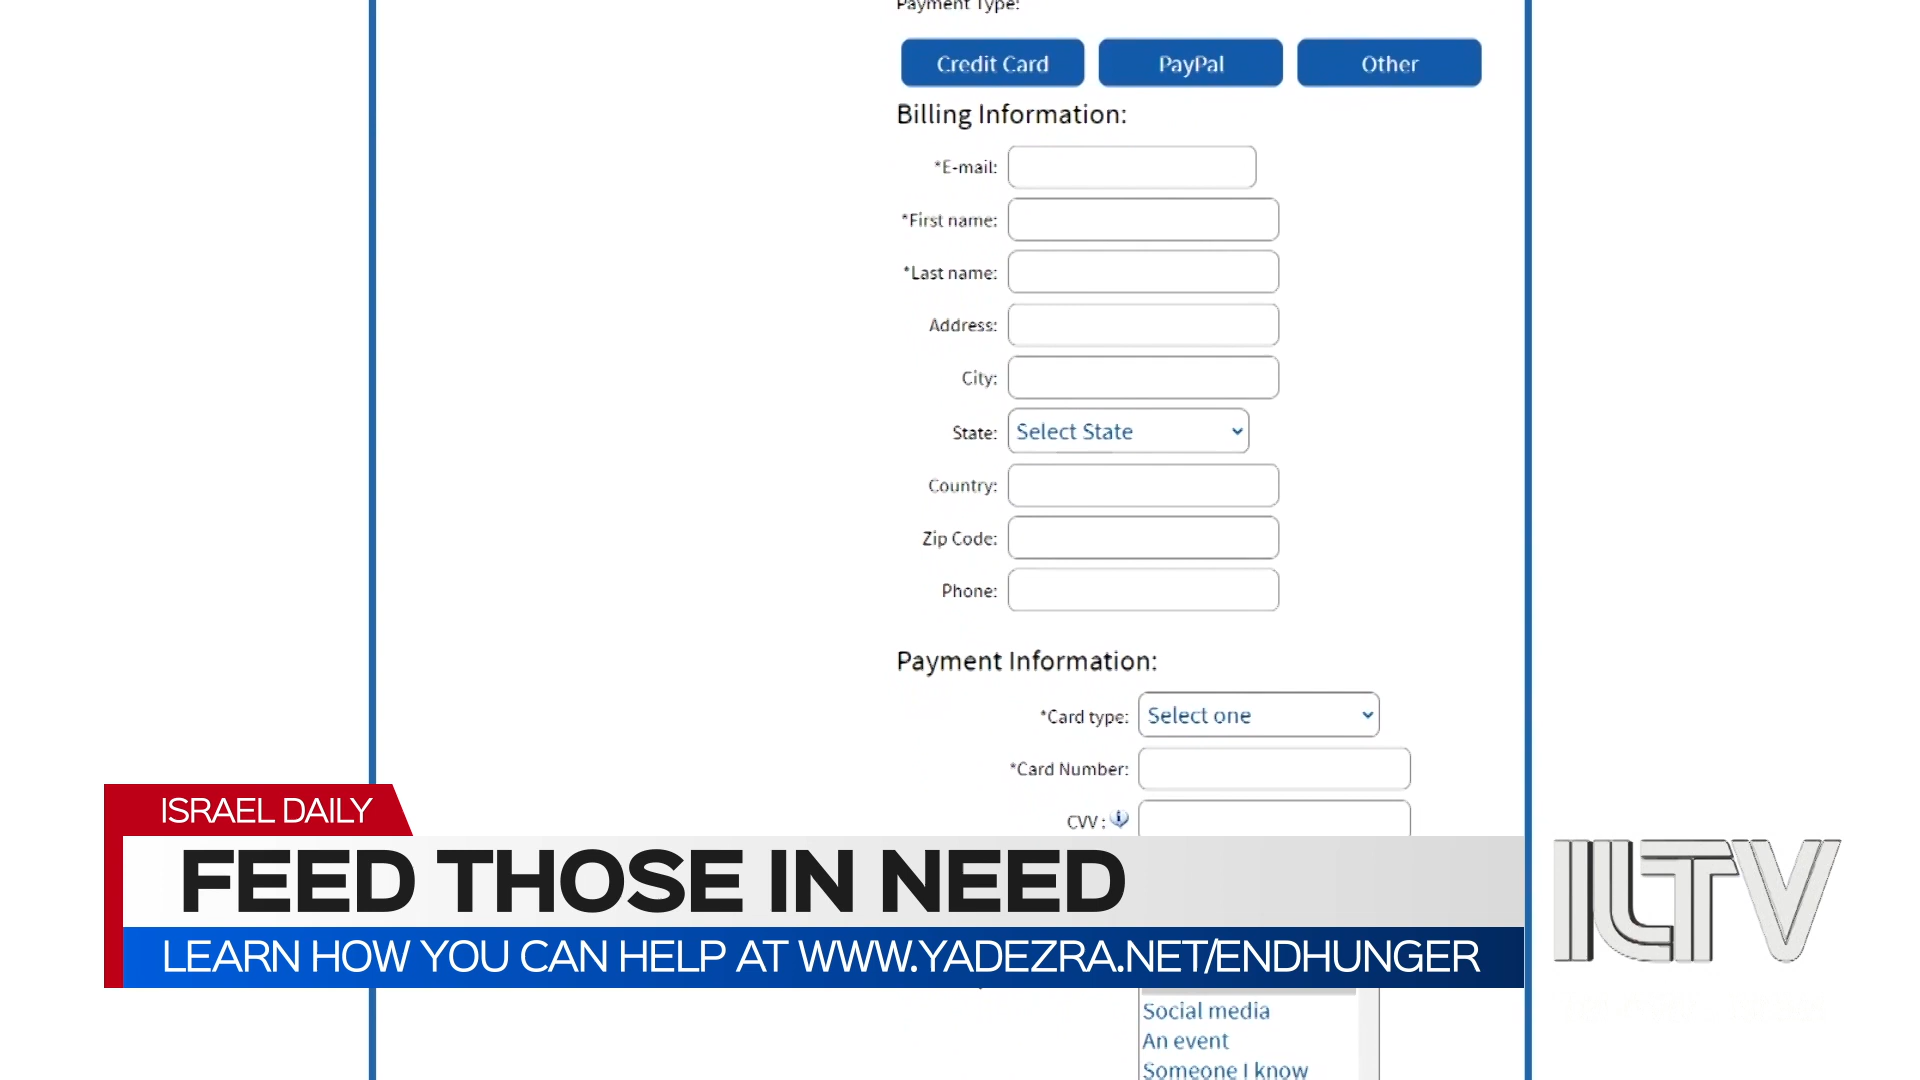 Payment Type:
Credit Card PayPal Other
Billing Information:
*E-mail:
*First name:
*Last name:
Address:
City:
State: Select State
Country:
Zip Code:
Phone:
Payment Information:
*Card type: Select one
*Card Number:
CVV :
ISRAEL DAILY
FEED THOSE IN NEED
LEARN HOW YOU CAN HELP AT WWW.YADEZRA.NET/ENDHUNGER
ILTV
Social media
An event
Someone I know